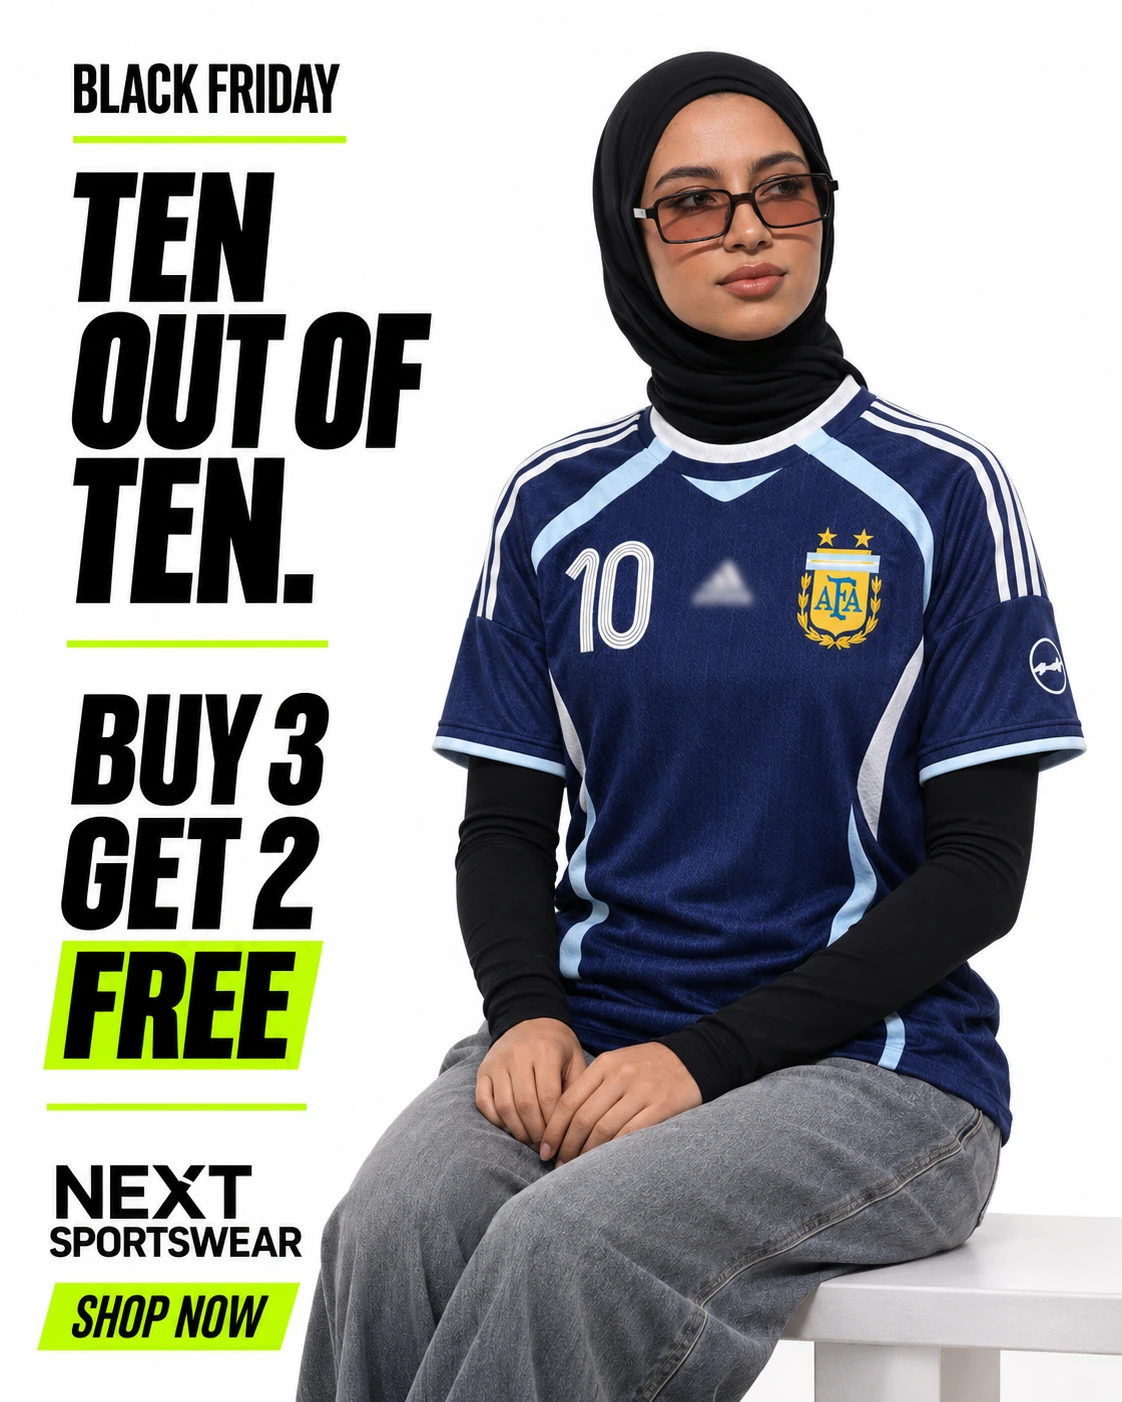 BLACK FRIDAY
TEN
OUT OF
TEN.
BUY 3
GET 2
FREE
NEXT
SPORTSWEAR
SHOP NOW
10
AFA